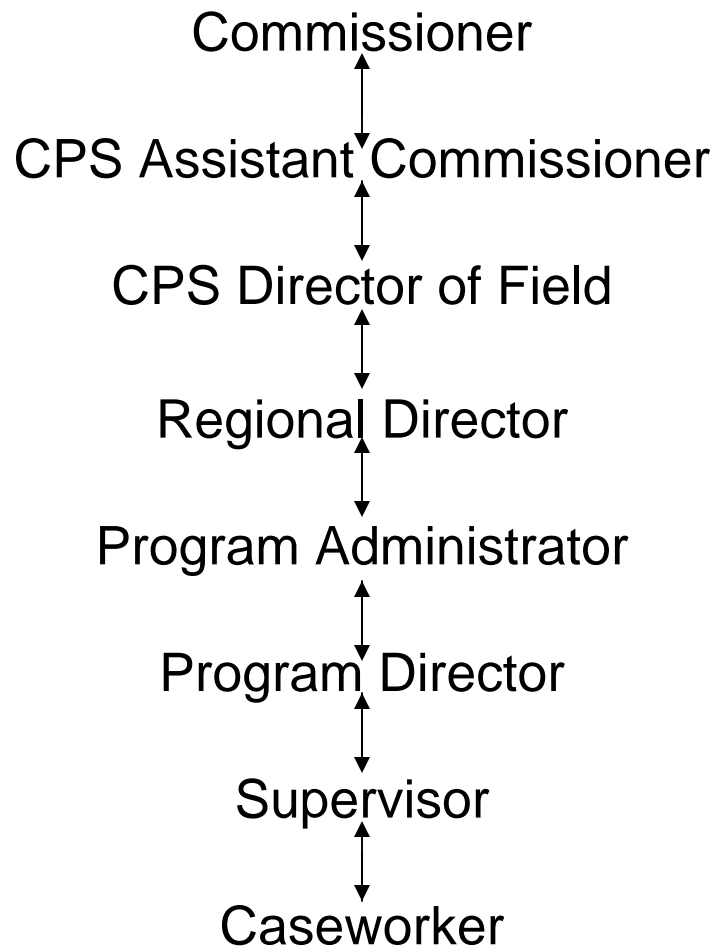 Commissioner
CPS Assistant Commissioner
CPS Director of Field
Regional Director
Program Administrator
Program Director
Supervisor
Caseworker